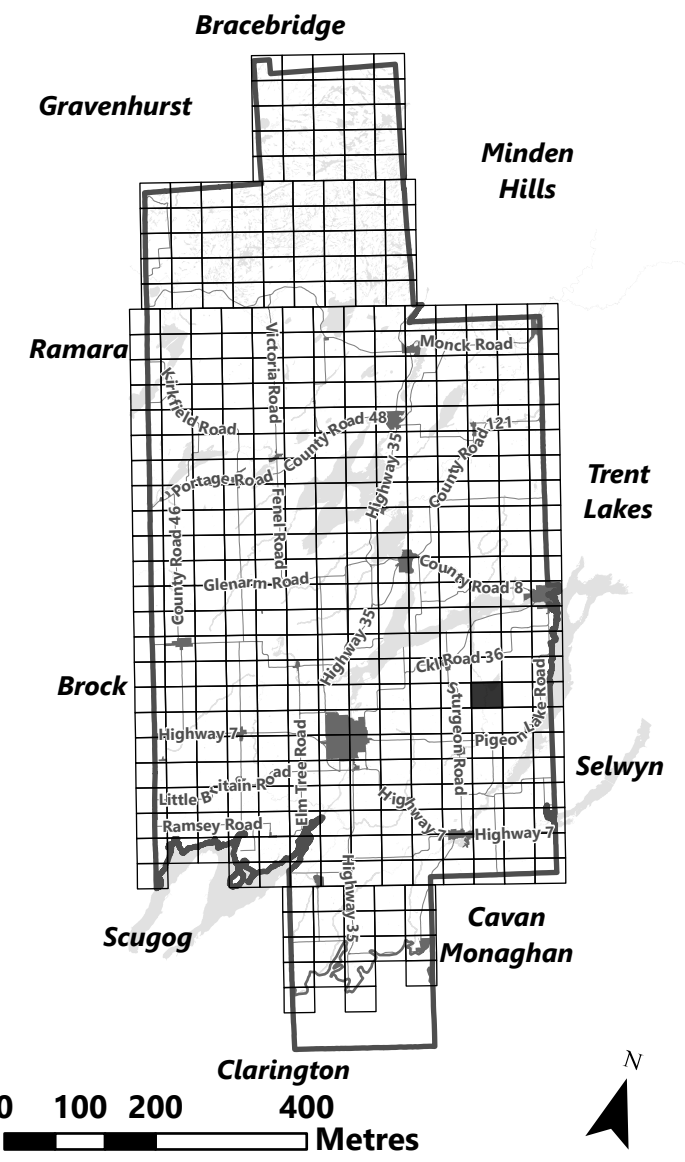 Bracebridge
Gravenhurst
Minden
Hills
Ramara
Monck Road
Victoria Road
Kirkfield Road
County Road 48
County Road 121
Highway 35
Portage Road
Trent
Lakes
Fenel Road
County Road 46
Glenarm Road
County Road 8
Highway 35
Ckl Road 36
Brock
Sturgeon Road
Pigeon Lake Road
Highway 7
Elm Tree Road
Selwyn
Little Britain Road
Highway 7
Ramsey Road
Highway 7
Highway 35
Cavan
Monaghan
Scugog
Clarington
N
0 100 200 400
Metres